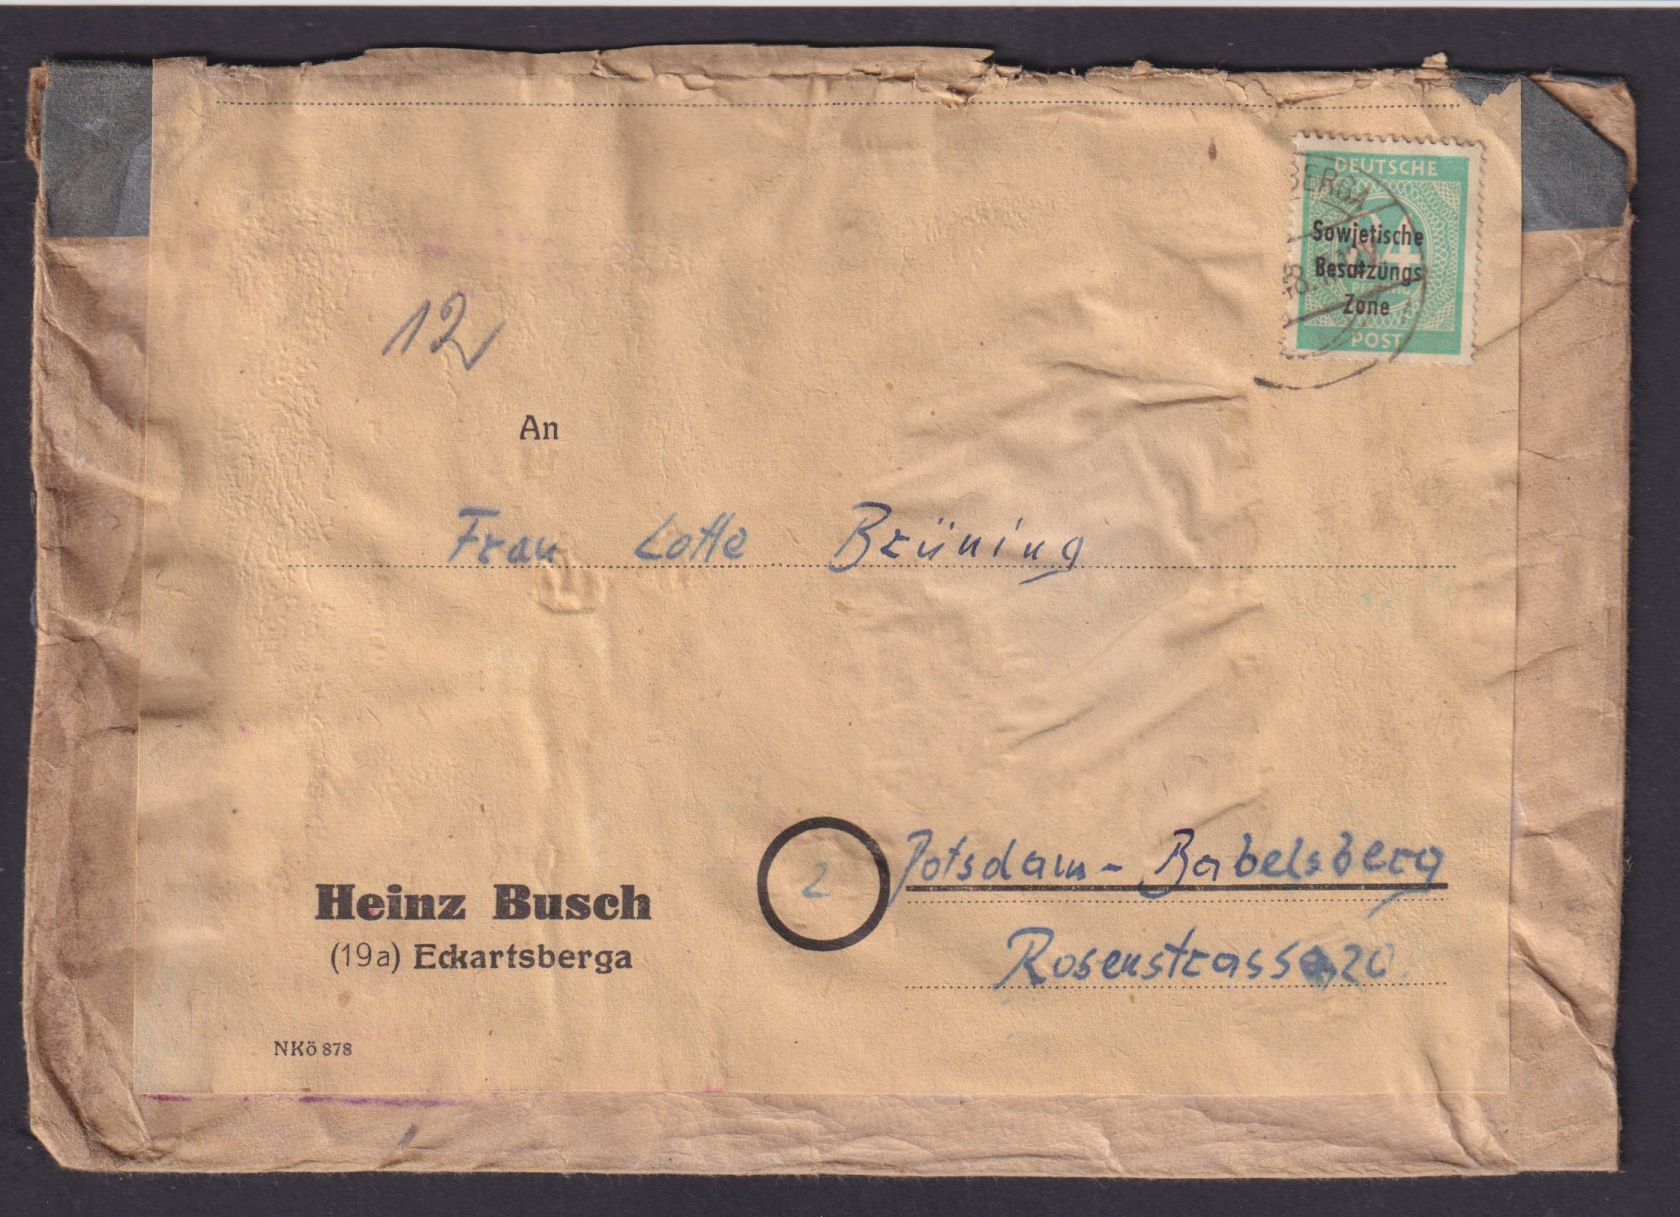 DEUTSCHE
Sowjetische
Besatzungs
Zone
POST
12
An
Frau Lotte Brüning
2 Potsdam-Babelsberg
Rosenstrasse 20
Heinz Busch
(19a) Eckartsberga
NKö 878